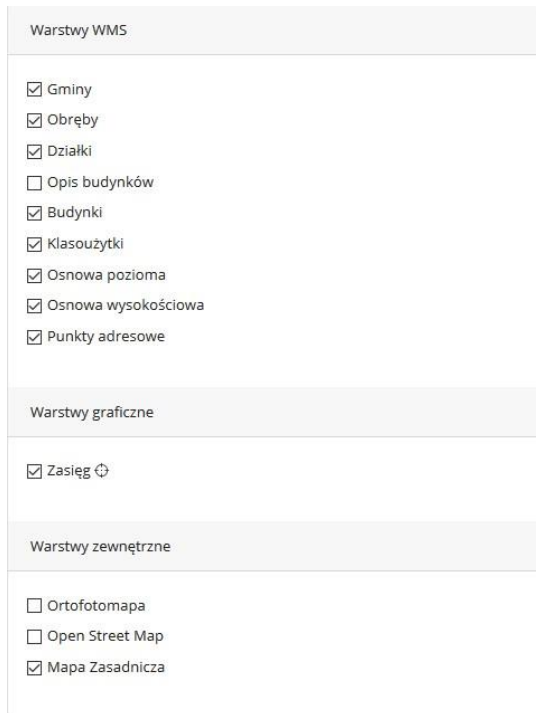 Warstwy WMS
Gminy
Obręby
Działki
Opis budynków
Budynki
Klasoużytki
Osnowa pozioma
Osnowa wysokościowa
Punkty adresowe
Warstwy graficzne
Zasięg
Warstwy zewnętrzne
Ortofotomapa
Open Street Map
Mapa Zasadnicza